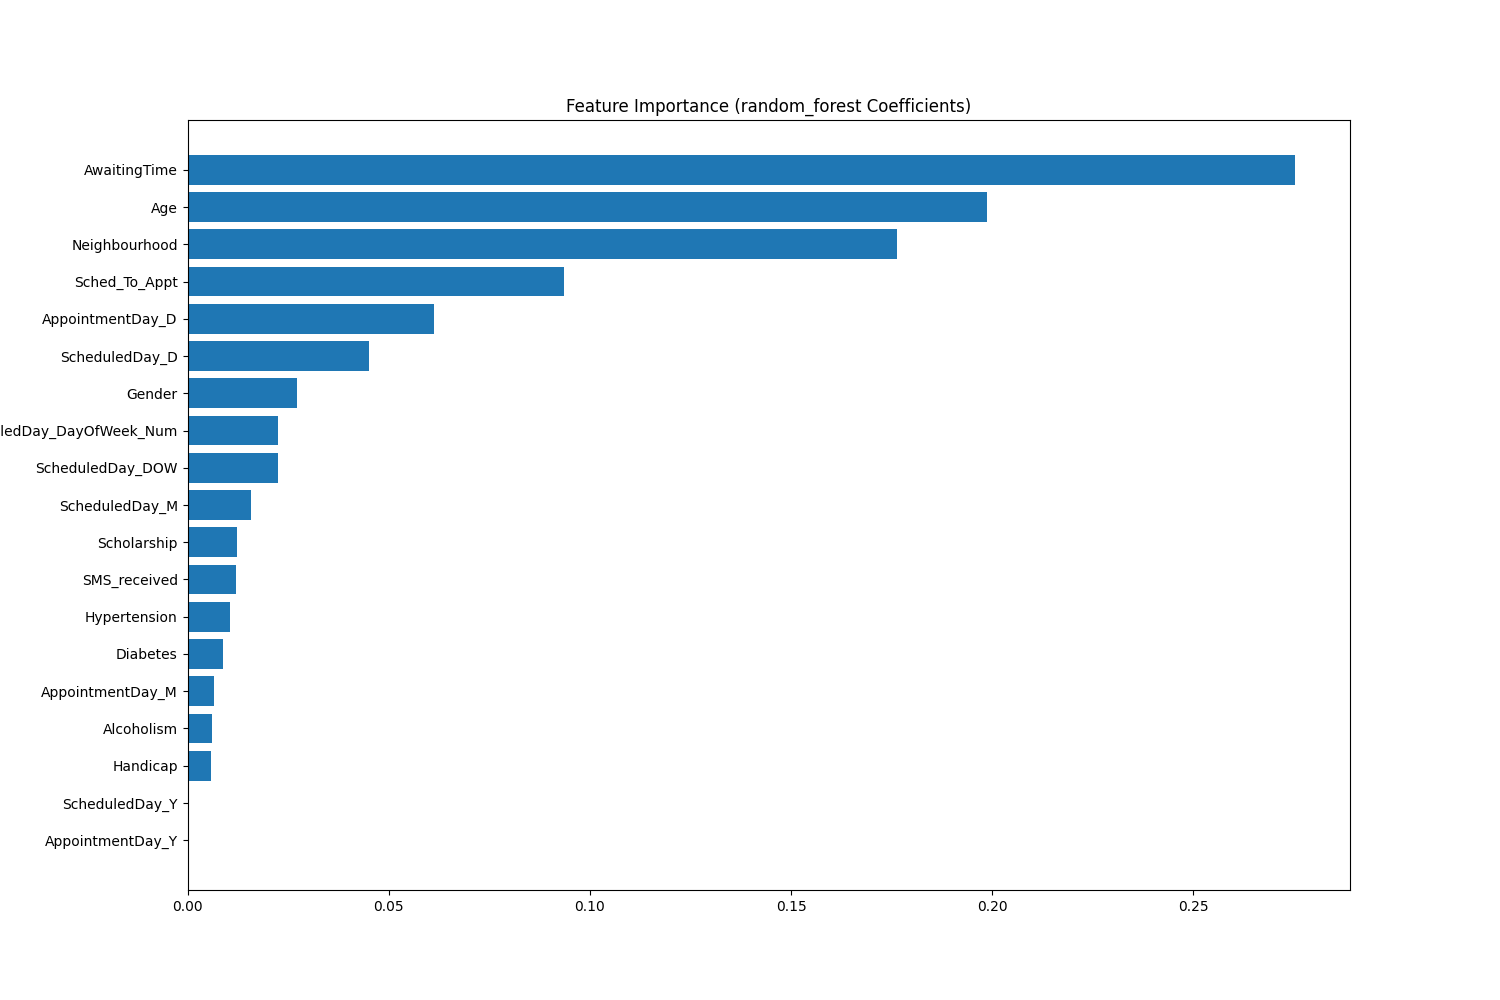 Feature Importance (random_forest Coefficients)
AwaitingTime
Age
Neighbourhood
Sched_To_Appt
AppointmentDay_D
ScheduledDay_D
Gender
ledDay_DayOfWeek_Num
ScheduledDay_DOW
ScheduledDay_M
Scholarship
SMS_received
Hypertension
Diabetes
AppointmentDay_M
Alcoholism
Handicap
ScheduledDay_Y
AppointmentDay_Y
0.00 0.05 0.10 0.15 0.20 0.25